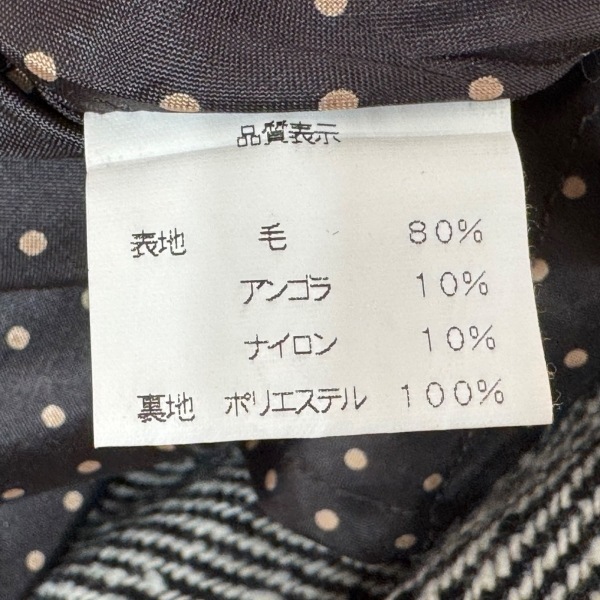 品質表示
表地 毛 80%
アンゴラ 10%
ナイロン 10%
裏地 ポリエステル 100%